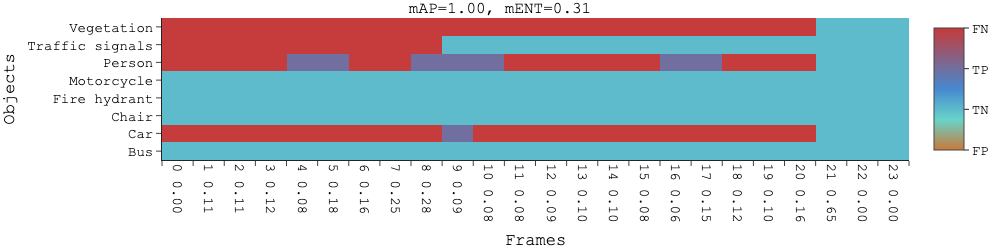 mAP=1.00, mENT=0.31
Objects
Vegetation
Traffic signals
Person
Motorcycle
Fire hydrant
Chair
Car
Bus
0 0.00
1 0.11
2 0.11
3 0.12
4 0.08
5 0.18
6 0.16
7 0.25
8 0.28
9 0.09
10 0.08
11 0.08
12 0.09
13 0.10
14 0.10
15 0.08
16 0.06
17 0.15
18 0.12
19 0.10
20 0.16
21 0.65
22 0.00
23 0.00
Frames
FN
TP
TN
FP